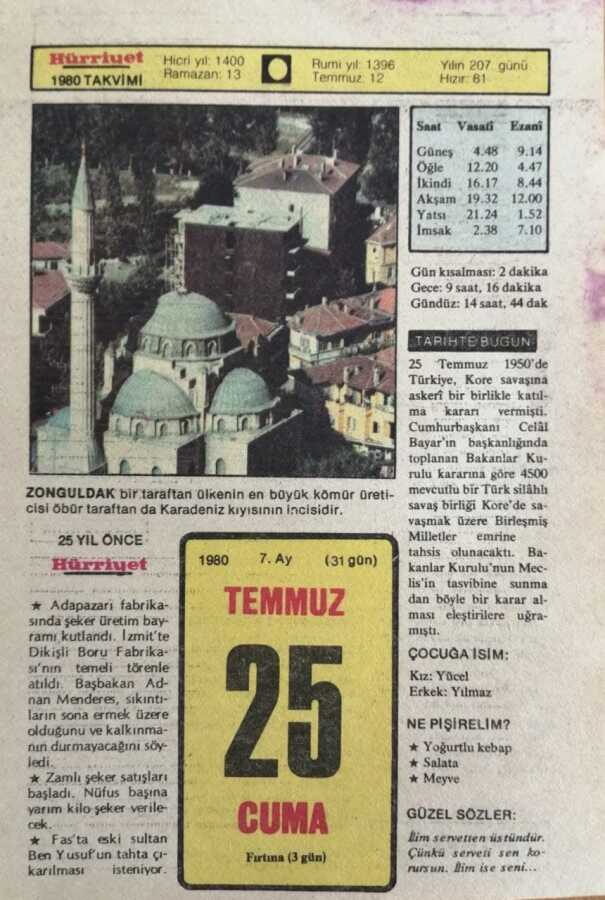 Hürriyet
1980 TAKVİMİ
Hicri yıl: 1400
Ramazan: 13
Rumi yıl: 1396
Temmuz: 12
Yılın 207. günü
Hızır: 81
Saat Vasatî Ezanî
Güneş 4.48 9.14
Öğle 12.20 4.47
İkindi 16.17 8.44
Akşam 19.32 12.00
Yatsı 21.24 1.52
İmsak 2.38 7.10
Gün kısalması: 2 dakika
Gece: 9 saat, 16 dakika
Gündüz: 14 saat, 44 dak
ZONGULDAK bir taraftan ülkenin en büyük kömür üreti-
cisi öbür taraftan da Karadeniz kıyısının incisidir.
25 YIL ÖNCE
Hürriyet
★ Adapazarı fabrika-
sında şeker üretim bay-
ramı kutlandı. İzmit'te
Dikişli Boru Fabrika-
sı'nın temeli törenle
atıldı. Başbakan Ad-
nan Menderes, sıkıntı-
ların sona ermek üzere
olduğunu ve kalkınma-
nın durmayacağını söy-
ledi.
★ Zamlı şeker satışları
başladı. Nüfus başına
yarım kilo şeker verile-
cek.
★ Fas'ta eski sultan
Ben Yusuf'un tahta çı-
karılması isteniyor.
1980 7. Ay (31 gün)
TEMMUZ
25
CUMA
Fırtına (3 gün)
TARİHTE BUGÜN
25 Temmuz 1950'de
Türkiye, Kore savaşına
askerî bir birlikle katıl-
ma kararı vermişti.
Cumhurbaşkanı Celâl
Bayar'ın başkanlığında
toplanan Bakanlar Ku-
rulu kararına göre 4500
mevcutlu bir Türk silâhlı
savaş birliği Kore'de sa-
vaşmak üzere Birleşmiş
Milletler emrine
tahsis olunacaktı. Ba-
kanlar Kurulu'nun Mec-
lis'in tasvibine sunma
dan böyle bir karar al-
ması eleştirilere uğra-
mıştı.
ÇOCUĞA İSİM:
Kız: Yücel
Erkek: Yılmaz
NE PİŞİRELİM?
★ Yoğurtlu kebap
★ Salata
★ Meyve
GÜZEL SÖZLER:
İlim servetten üstündür.
Çünkü serveti sen ko-
rursun. İlim ise seni...